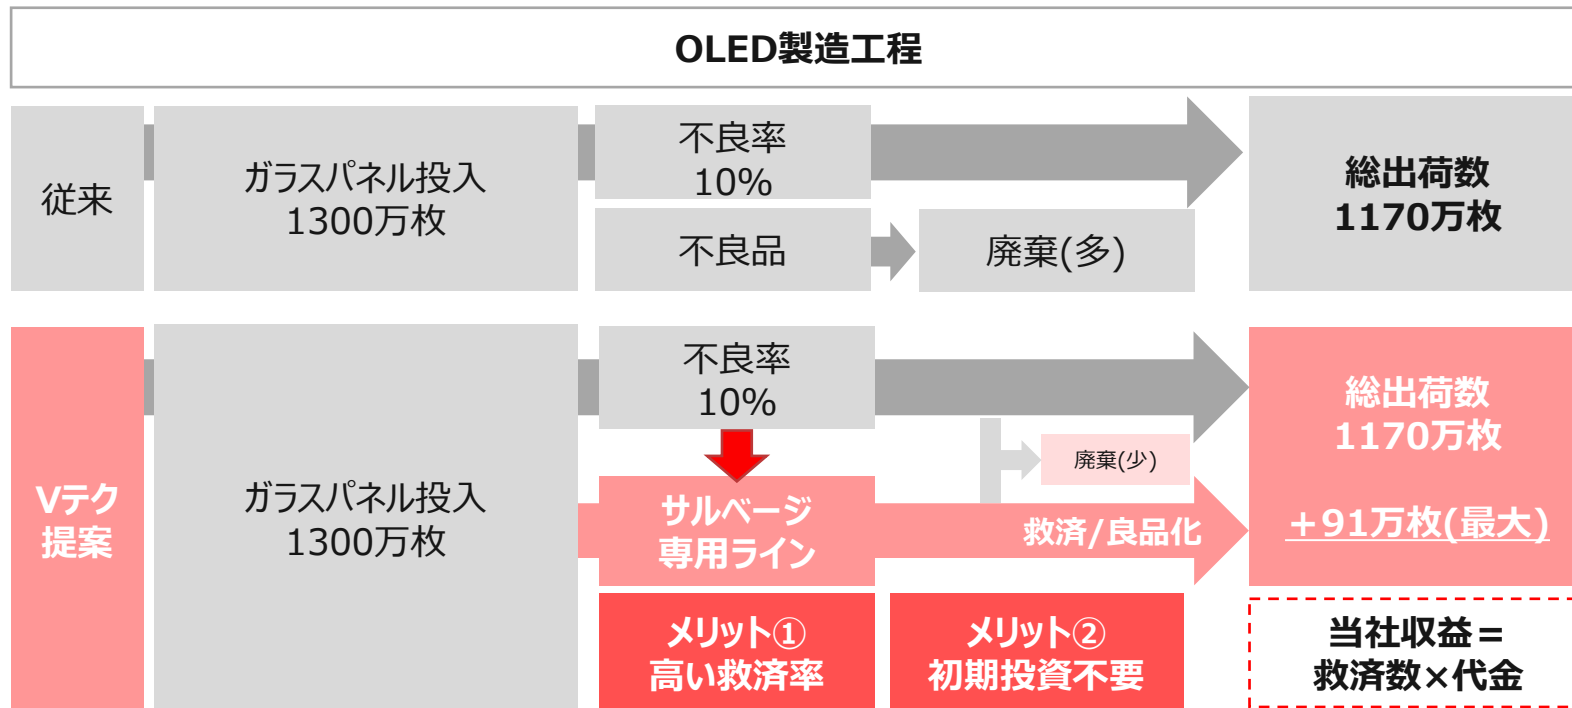 OLED製造工程
従来
ガラスパネル投入
1300万枚
不良率
10%
不良品
廃棄(多)
総出荷数
1170万枚
Vテク
提案
ガラスパネル投入
1300万枚
不良率
10%
サルベージ
専用ライン
廃棄(少)
救済/良品化
総出荷数
1170万枚
+91万枚(最大)
メリット①
高い救済率
メリット②
初期投資不要
当社収益=
救済数×代金